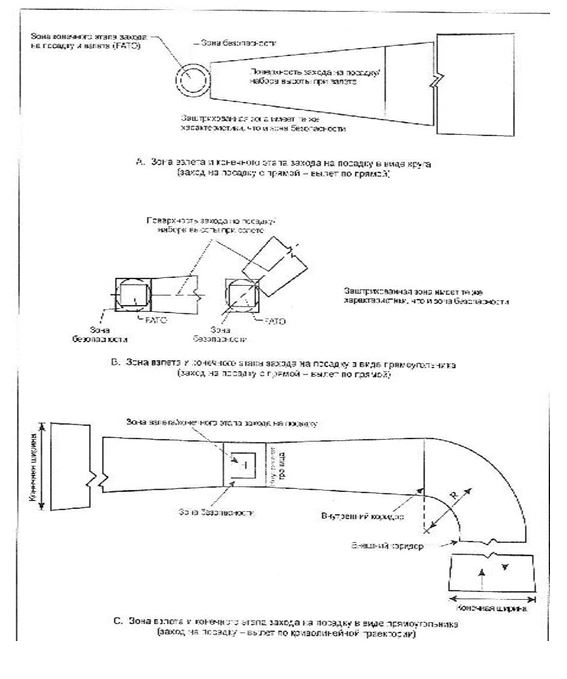 Зона конечного этапа захода
на посадку и взлета (FATO)
Зона безопасности
Поверхность захода на посадку/
набора высоты при взлете
Заштрихованная зона имеет те же
характеристики, что и зона безопасности
A. Зона взлета и конечного этапа захода на посадку в виде круга
(заход на посадку с прямой – вылет по прямой)
Поверхность захода на посадку/
набора высоты при взлете
Заштрихованная зона имеет те же
характеристики, что и зона безопасности
FATO
FATO
Зона
безопасности
Зона
безопасности
B. Зона взлета и конечного этапа захода на посадку в виде прямоугольника
(заход на посадку с прямой – вылет по прямой)
Зона взлета/конечного этапа захода на посадку
Конечная ширина
H
Внутренняя
граница
R
Зона безопасности
Внутренний коридор
Внешний коридор
Конечная ширина
C. Зона взлета и конечного этапа захода на посадку в виде прямоугольника
(заход на посадку – вылет по криволинейной траектории)